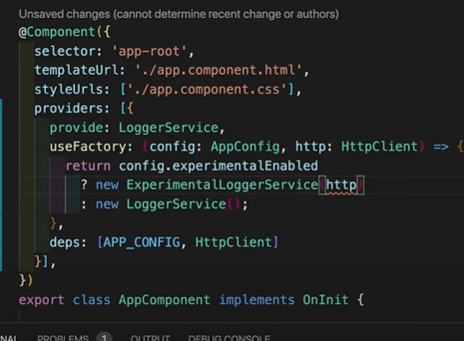 Unsaved changes (cannot determine recent change or authors)
@Component({
  selector: 'app-root',
  templateUrl: './app.component.html',
  styleUrls: ['./app.component.css'],
  providers: [{
    provide: LoggerService,
    useFactory: (config: AppConfig, http: HttpClient) => {
      return config.experimentalEnabled
        ? new ExperimentalLoggerService(http)
        : new LoggerService();
    },
    deps: [APP_CONFIG, HttpClient]
  }],
})
export class AppComponent implements OnInit {
NAL PROBLEMS 1 OUTPUT DEBUG CONSOLE